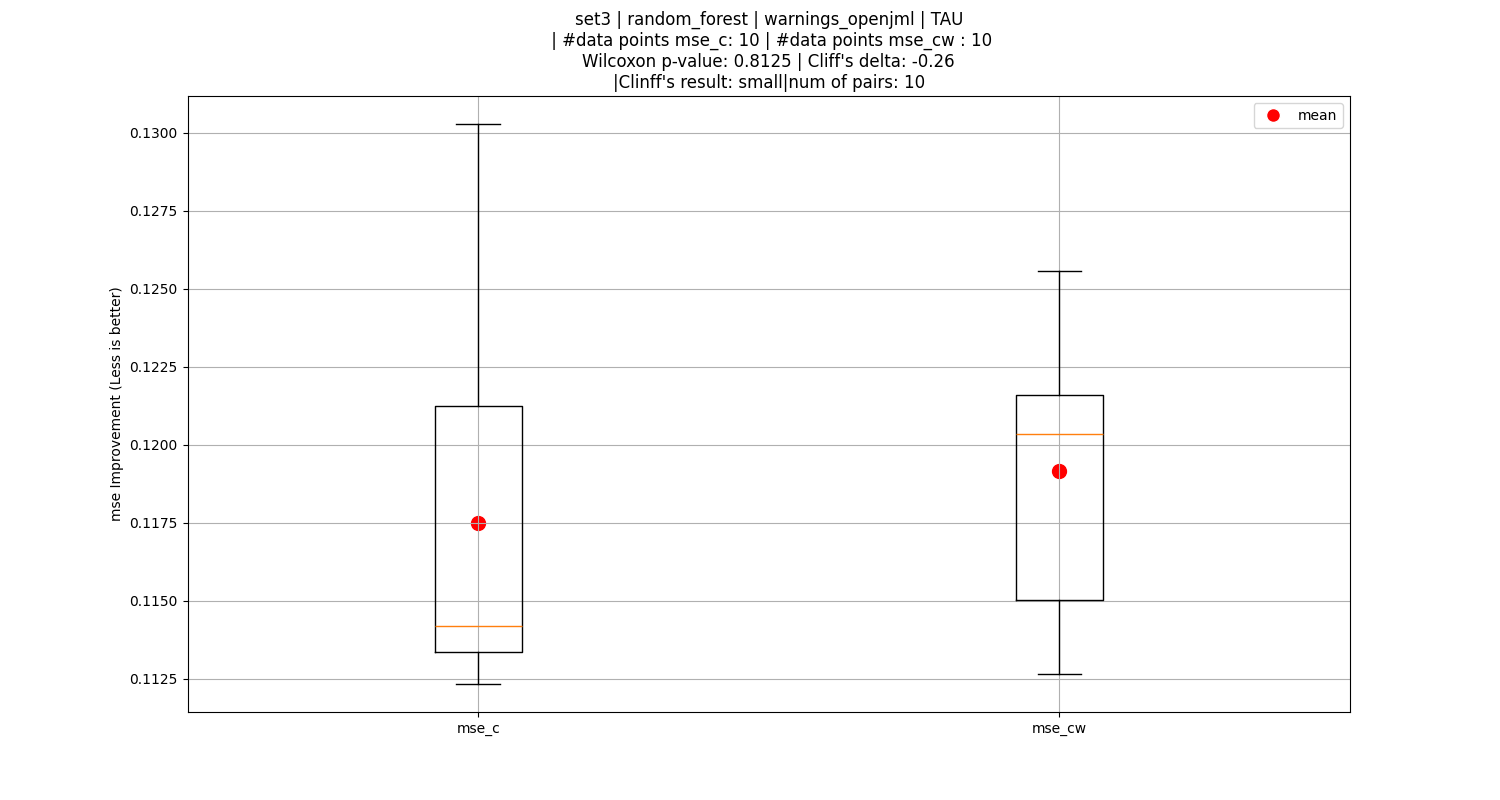 set3 | random_forest | warnings_openjml | TAU
| #data points mse_c: 10 | #data points mse_cw : 10
Wilcoxon p-value: 0.8125 | Cliff's delta: -0.26
|Clinff's result: small|num of pairs: 10
mean
0.1300
0.1275
0.1250
0.1225
0.1200
0.1175
0.1150
0.1125
mse Improvement (Less is better)
mse_c
mse_cw